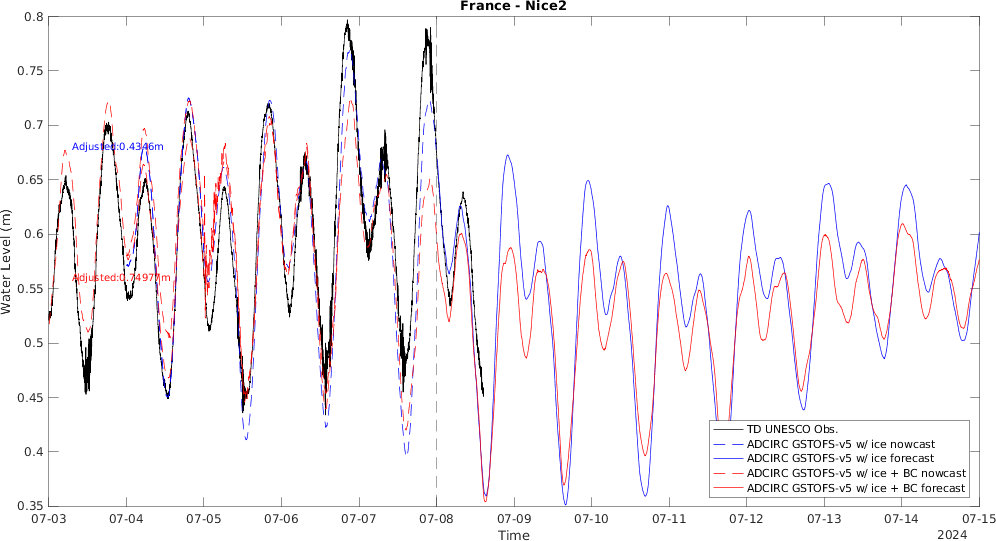 France - Nice2
Water Level (m)
0.8
0.75
0.7
0.65
0.6
0.55
0.5
0.45
0.4
0.35
Adjusted:0.4346m
Adjusted:0.74977m
TD UNESCO Obs.
ADCIRC GSTOFS-v5 w/ ice nowcast
ADCIRC GSTOFS-v5 w/ ice forecast
ADCIRC GSTOFS-v5 w/ ice + BC nowcast
ADCIRC GSTOFS-v5 w/ ice + BC forecast
07-03 07-04 07-05 07-06 07-07 07-08 07-09 07-10 07-11 07-12 07-13 07-14 07-15
Time
2024